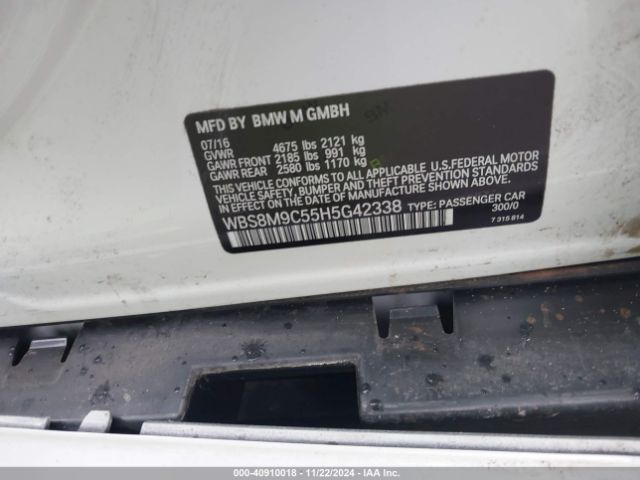 MFD BY BMW M GMBH
07/16
GVWR 4675 lbs 2121 kg
GAWR FRONT 2185 lbs 991 kg
GAWR REAR 2580 lbs 1170 kg
THIS VEHICLE CONFORMS TO ALL APPLICABLE U.S.FEDERAL MOTOR
VEHICLE SAFETY, BUMPER AND THEFT PREVENTION STANDARDS
IN EFFECT ON THE DATE OF MANUFACTURE SHOWN ABOVE.
WBS8M9C55H5G42338 TYPE: PASSENGER CAR
300/0
7 315 814
000-40910018 - 11/22/2024 - IAA Inc.